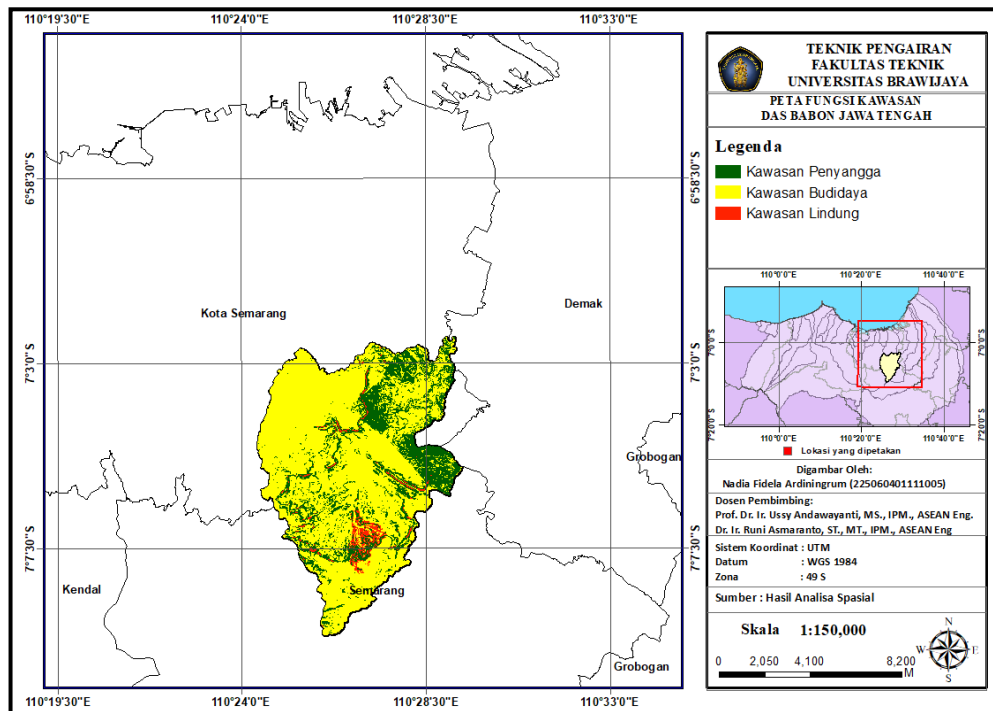 110°19'30"E 110°24'0"E 110°28'30"E 110°33'0"E
6°58'30"S 6°58'30"S
Kota Semarang
Demak
7°3'0"S 7°3'0"S
Grobogan
7°7'30"S 7°7'30"S
Kendal
Semarang
Grobogan
110°19'30"E 110°24'0"E 110°28'30"E 110°33'0"E
TEKNIK PENGAIRAN
FAKULTAS TEKNIK
UNIVERSITAS BRAWIJAYA
PETA FUNGSI KAWASAN
DAS BABON JAWA TENGAH
Legenda
Kawasan Penyangga
Kawasan Budidaya
Kawasan Lindung
110°0'0"E 110°20'0"E 110°40'0"E
7°0'0"S 7°0'0"S
7°20'0"S 7°20'0"S
110°0'0"E 110°20'0"E 110°40'0"E
Lokasi yang dipetakan
Digambar Oleh:
Nadia Fidela Ardiningrum (225060401111005)
Dosen Pembimbing:
Prof. Dr. Ir. Ussy Andawayanti, MS., IPM., ASEAN Eng.
Dr. Ir. Runi Asmaranto, ST., MT., IPM., ASEAN Eng
Sistem Koordinat : UTM
Datum : WGS 1984
Zona : 49 S
Sumber : Hasil Analisa Spasial
Skala 1:150,000
0 2,050 4,100 8,200
M
N
W E
S